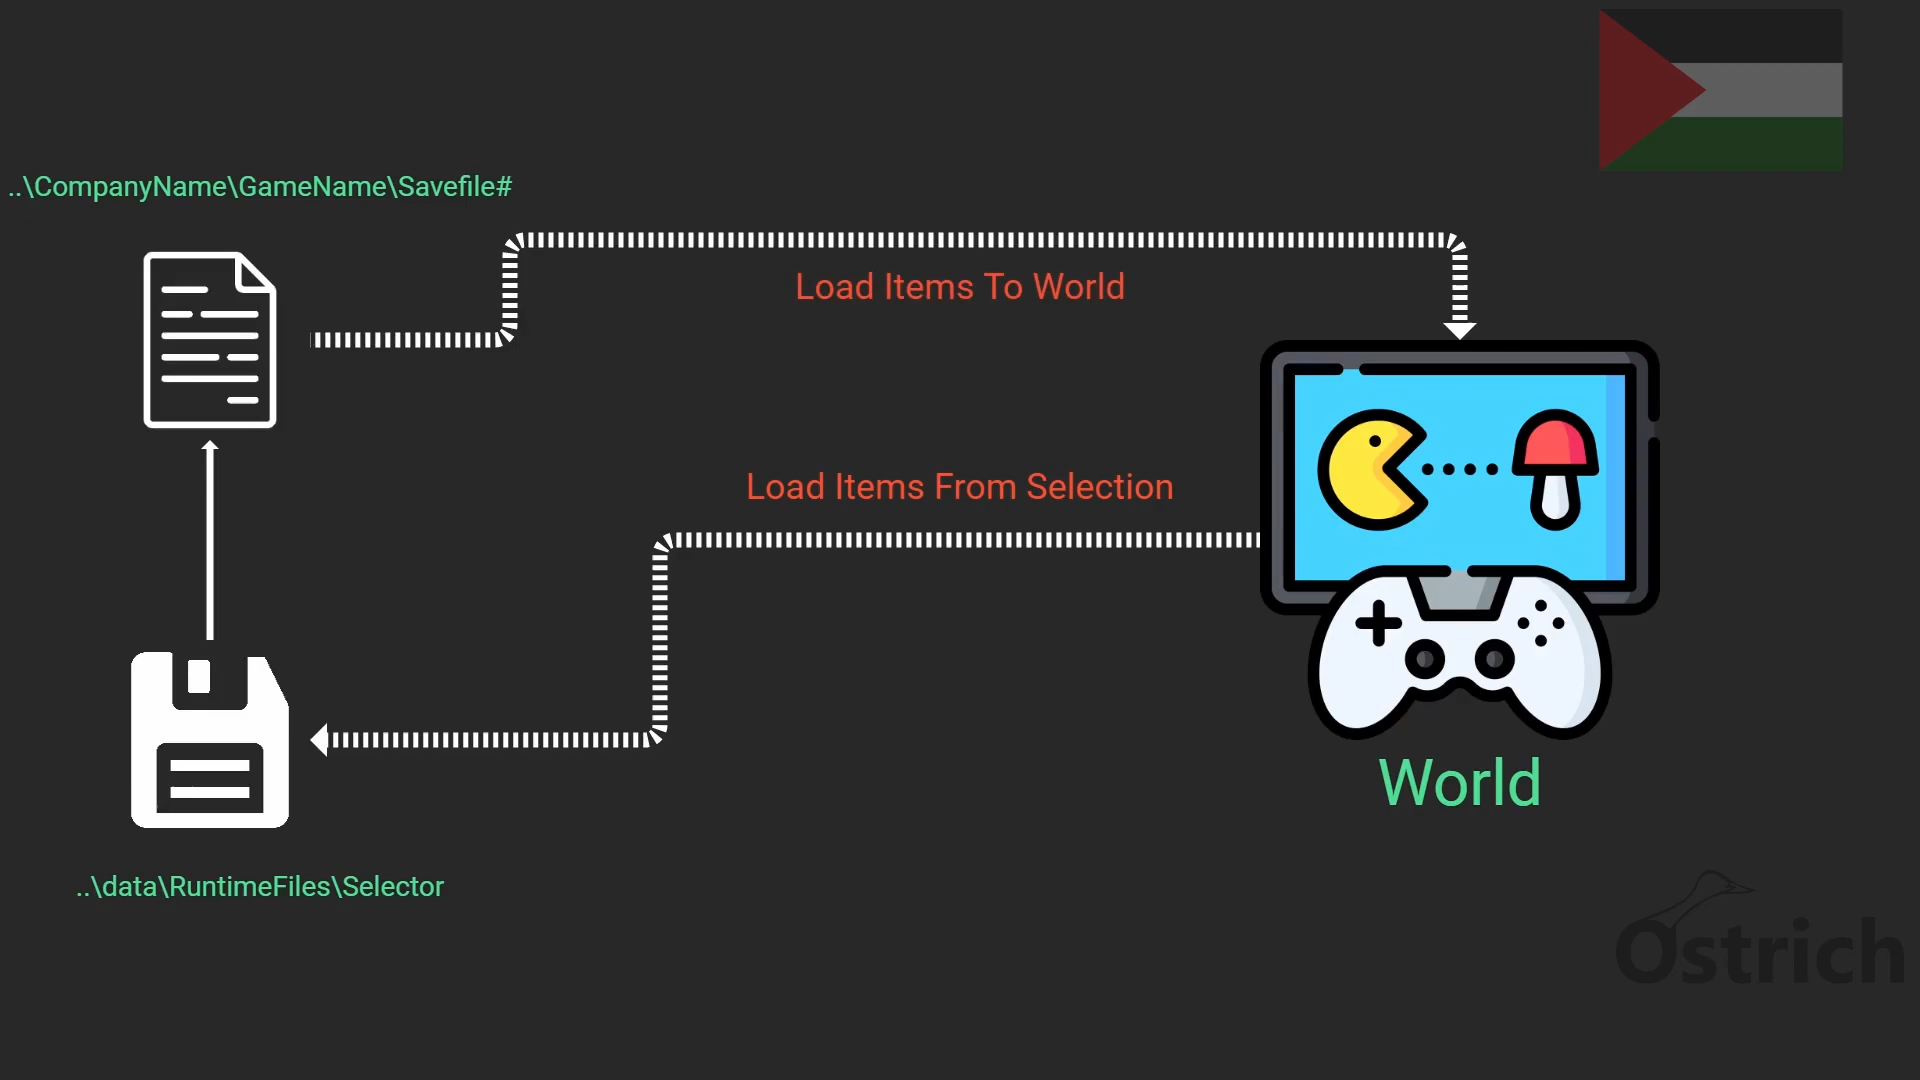 ..\CompanyName\GameName\Savefile#
Load Items To World
Load Items From Selection
World
..\data\RuntimeFiles\Selector
Ostrich